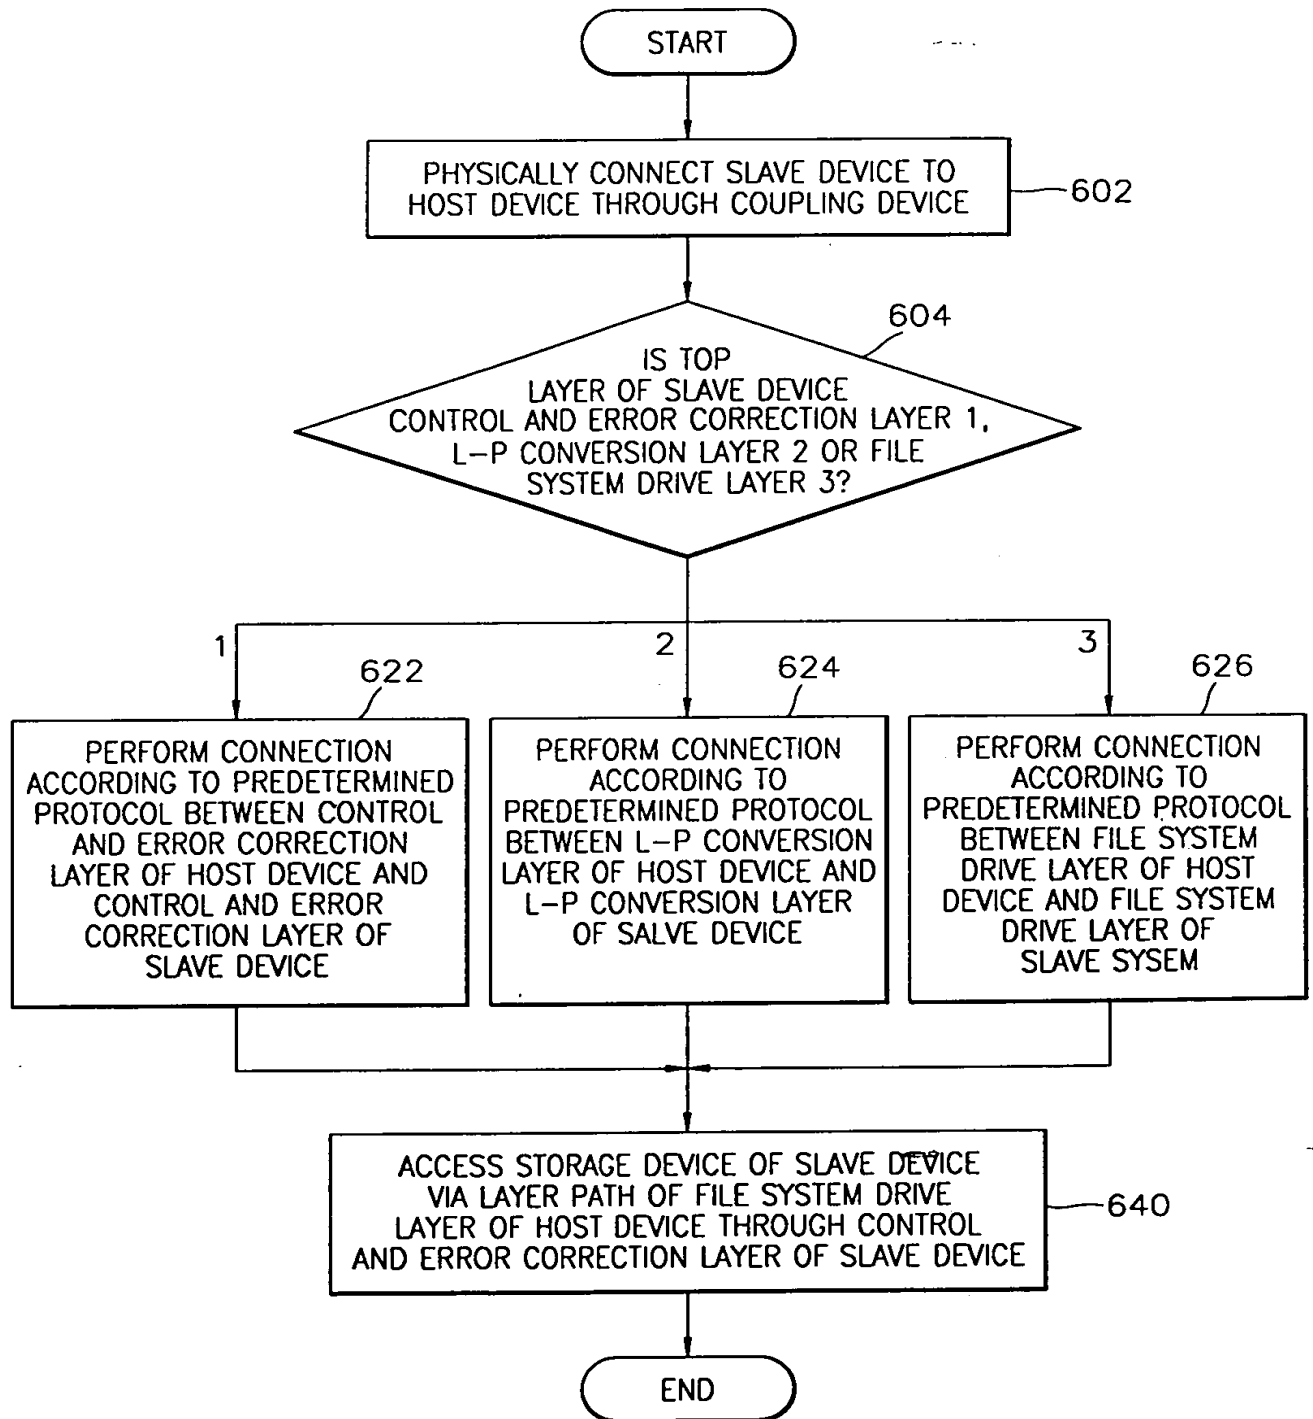 START
PHYSICALLY CONNECT SLAVE DEVICE TO
HOST DEVICE THROUGH COUPLING DEVICE
602
604
IS TOP
LAYER OF SLAVE DEVICE
CONTROL AND ERROR CORRECTION LAYER 1,
L-P CONVERSION LAYER 2 OR FILE
SYSTEM DRIVE LAYER 3?
1
2
3
622
624
626
PERFORM CONNECTION
ACCORDING TO PREDETERMINED
PROTOCOL BETWEEN CONTROL
AND ERROR CORRECTION
LAYER OF HOST DEVICE AND
CONTROL AND ERROR
CORRECTION LAYER OF
SLAVE DEVICE
PERFORM CONNECTION
ACCORDING TO
PREDETERMINED PROTOCOL
BETWEEN L-P CONVERSION
LAYER OF HOST DEVICE AND
L-P CONVERSION LAYER
OF SALVE DEVICE
PERFORM CONNECTION
ACCORDING TO
PREDETERMINED PROTOCOL
BETWEEN FILE SYSTEM
DRIVE LAYER OF HOST
DEVICE AND FILE SYSTEM
DRIVE LAYER OF
SLAVE SYSEM
ACCESS STORAGE DEVICE OF SLAVE DEVICE
VIA LAYER PATH OF FILE SYSTEM DRIVE
LAYER OF HOST DEVICE THROUGH CONTROL
AND ERROR CORRECTION LAYER OF SLAVE DEVICE
640
END